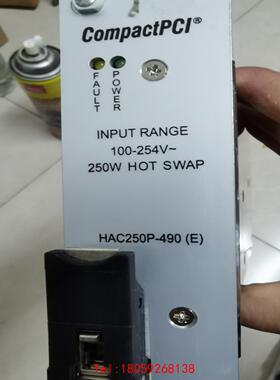 CompactPCI®
FAULT
POWER
INPUT RANGE
100-254V~
250W HOT SWAP
HAC250P-490 (E)
Tel:18059268138